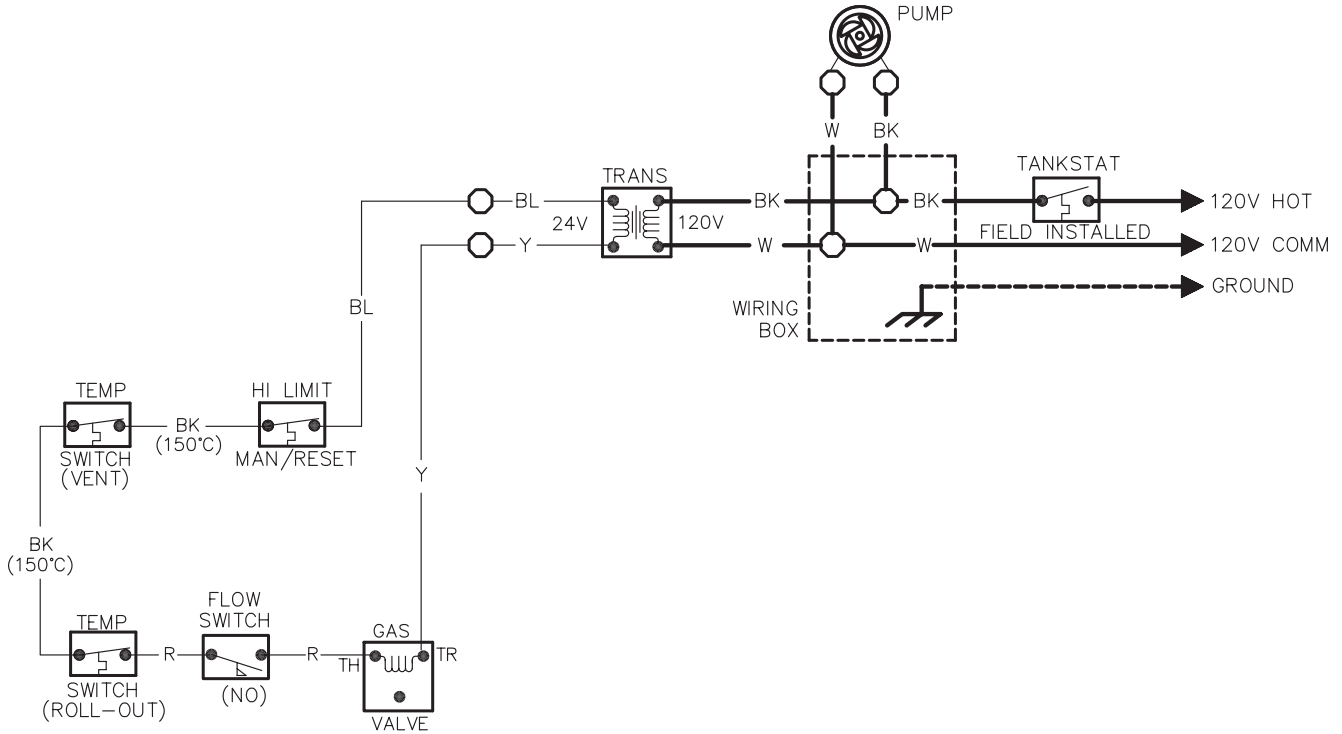 PUMP
W
BK
TRANS
TANKSTAT
BL
BK
BK
120V HOT
24V
120V
FIELD INSTALLED
Y
W
W
120V COMM
GROUND
WIRING
BOX
BL
TEMP
HI LIMIT
BK
(150°C)
SWITCH
(VENT)
MAN/RESET
Y
BK
(150°C)
FLOW
SWITCH
TEMP
GAS
R
R
TH
TR
SWITCH
(ROLL-OUT)
(NO)
VALVE